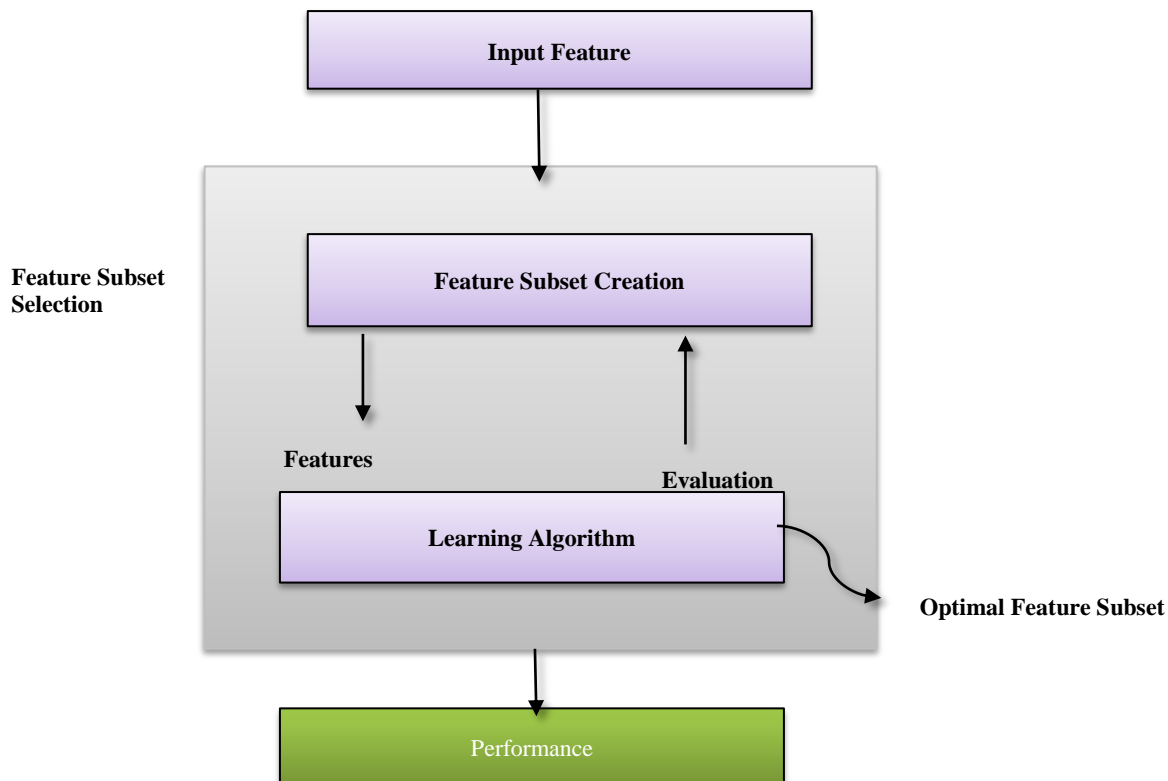 Input Feature
Feature Subset
Selection
Feature Subset Creation
Features
Evaluation
Learning Algorithm
Optimal Feature Subset
Performance